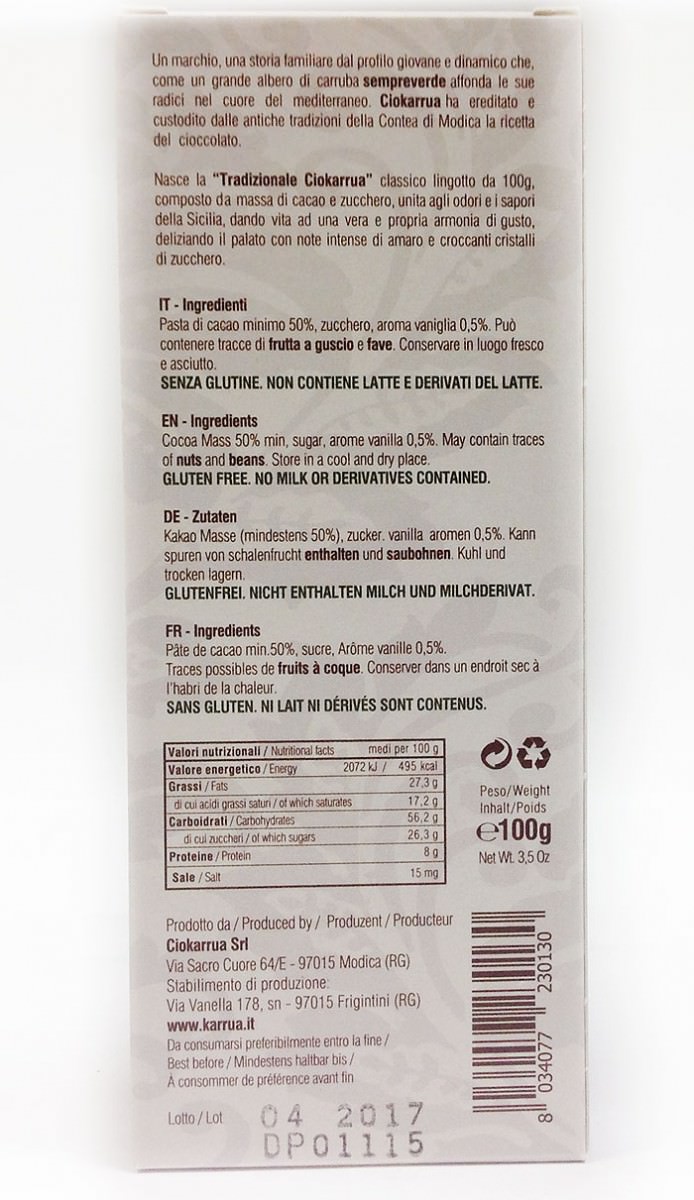 Un marchio, una storia familiare dal profilo giovane e dinamico che,
come un grande albero di carruba sempreverde affonda le sue
radici nel cuore del mediterraneo. Ciokarrua ha ereditato e
custodito dalle antiche tradizioni della Contea di Modica la ricetta
del cioccolato.
Nasce la "Tradizionale Ciokarrua" classico lingotto da 100g,
composto da massa di cacao e zucchero, unita agli odori e i sapori
della Sicilia, dando vita ad una vera e propria armonia di gusto,
deliziando il palato con note intense di amaro e croccanti cristalli
di zucchero.
IT - Ingredienti
Pasta di cacao minimo 50%, zucchero, aroma vaniglia 0,5%. Può
contenere tracce di frutta a guscio e fave. Conservare in luogo fresco
e asciutto.
SENZA GLUTINE. NON CONTIENE LATTE E DERIVATI DEL LATTE.
EN - Ingredients
Cocoa Mass 50% min, sugar, arome vanilla 0,5%. May contain traces
of nuts and beans. Store in a cool and dry place.
GLUTEN FREE. NO MILK OR DERIVATIVES CONTAINED.
DE - Zutaten
Kakao Masse (mindestens 50%), zucker. vanilla aromen 0,5%. Kann
spuren von schalenfrucht enthalten und saubohnen. Kuhl und
trocken lagern.
GLUTENFREI. NICHT ENTHALTEN MILCH UND MILCHDERIVAT.
FR - Ingredients
Pâte de cacao min.50%, sucre, Arôme vanille 0,5%.
Traces possibles de fruits à coque. Conserver dans un endroit sec à
l'habri de la chaleur.
SANS GLUTEN. NI LAIT NI DÉRIVÉS SONT CONTENUS.
Valori nutrizionali / Nutritional facts medi per 100 g
Valore energetico / Energy 2072 kJ / 495 kcal
Grassi / Fats 27,3 g
di cui acidi grassi saturi / of which saturates 17,2 g
Carboidrati / Carbohydrates 56,2 g
di cui zuccheri / of which sugars 26,3 g
Proteine / Protein 8 g
Sale / Salt 15 mg
Peso/Weight
Inhalt/Poids
e100g
Net Wt. 3,5 Oz
Prodotto da / Produced by / Produzent / Producteur
Ciokarrua Srl
Via Sacro Cuore 64/E - 97015 Modica (RG)
Stabilimento di produzione:
Via Vanella 178, sn - 97015 Frigintini (RG)
www.karrua.it
Da consumarsi preferibilmente entro la fine /
Best before / Mindestens haltbar bis /
À consommer de préférence avant fin
Lotto / Lot 04 2017
DP01115
8 034077 230130